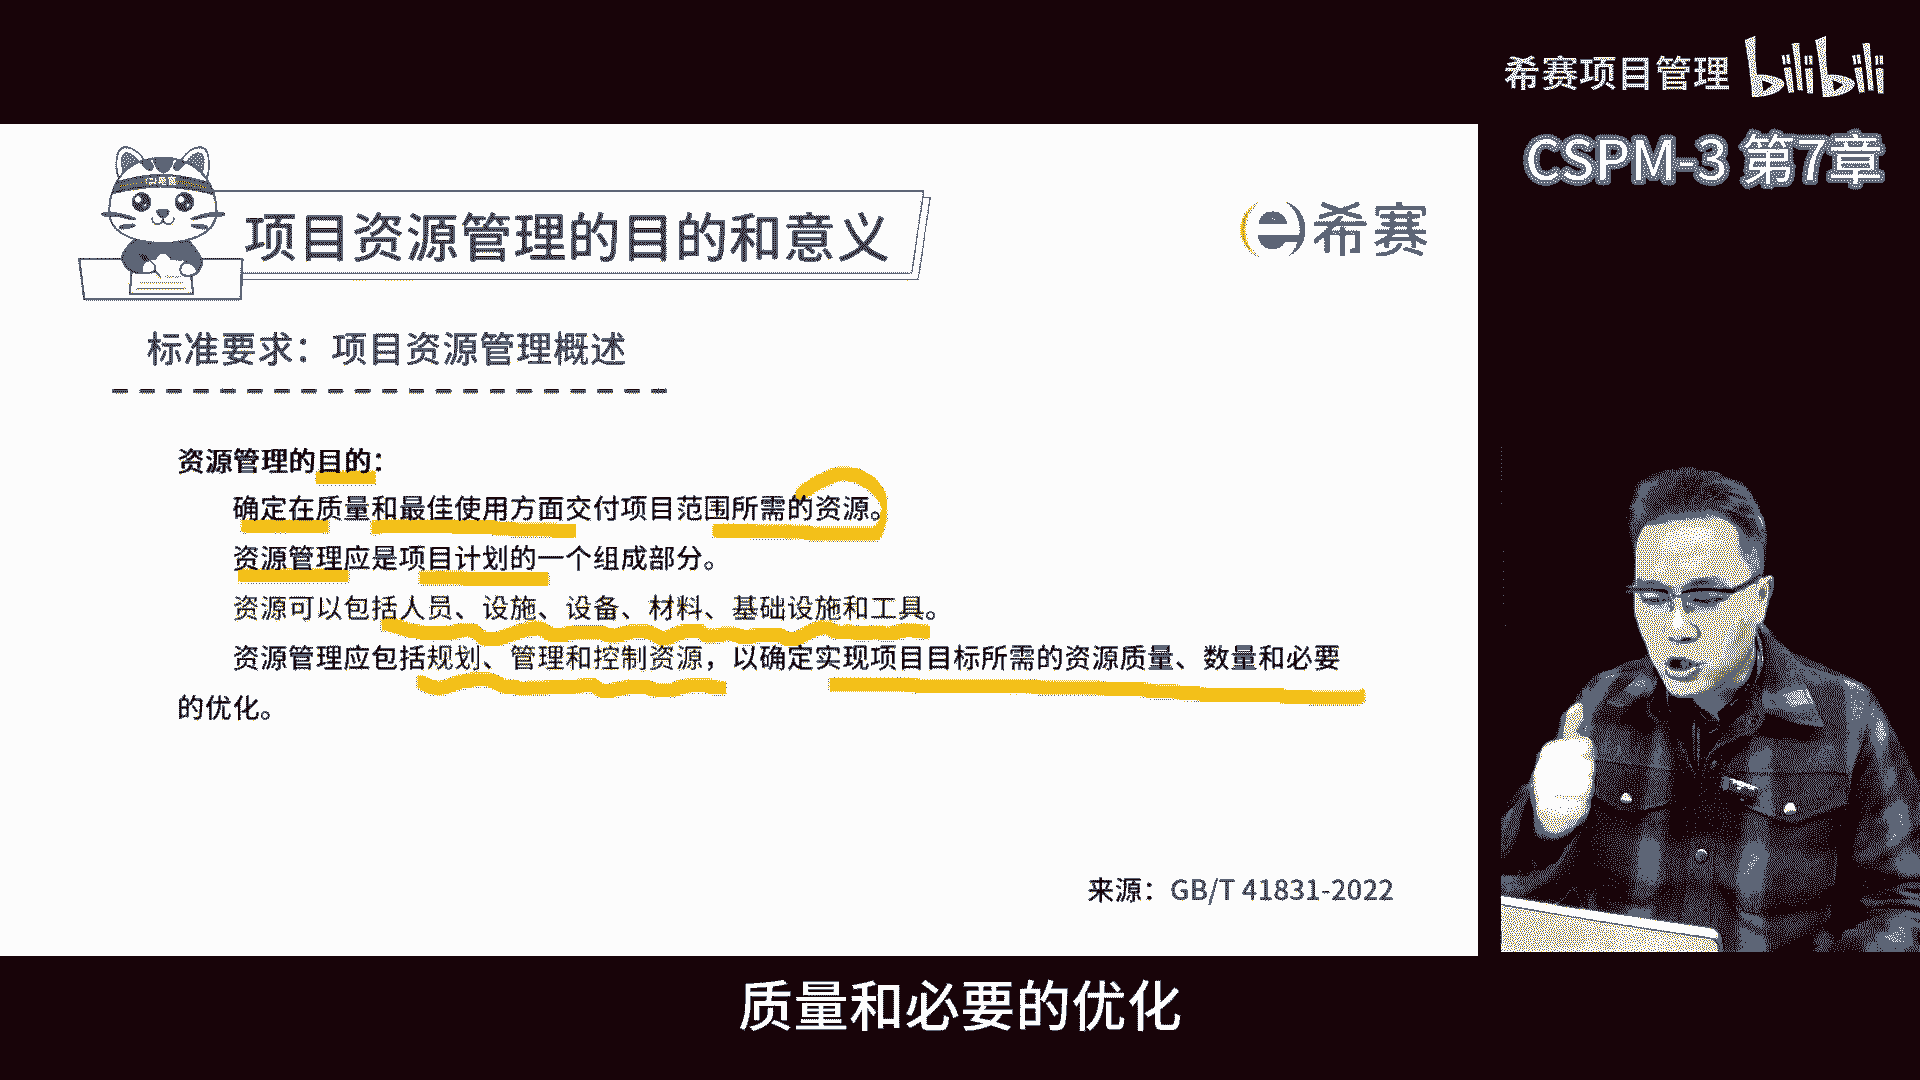 希赛项目管理 bilibili
CSPM-3 第7章
项目资源管理的目的和意义
希赛
标准要求：项目资源管理概述
资源管理的目的：
确定在质量和最佳使用方面交付项目范围所需的资源。
资源管理应是项目计划的一个组成部分。
资源可以包括人员、设施、设备、材料、基础设施和工具。
资源管理应包括规划、管理和控制资源，以确定实现项目目标所需的资源质量、数量和必要
的优化。
来源：GB/T 41831-2022
质量和必要的优化